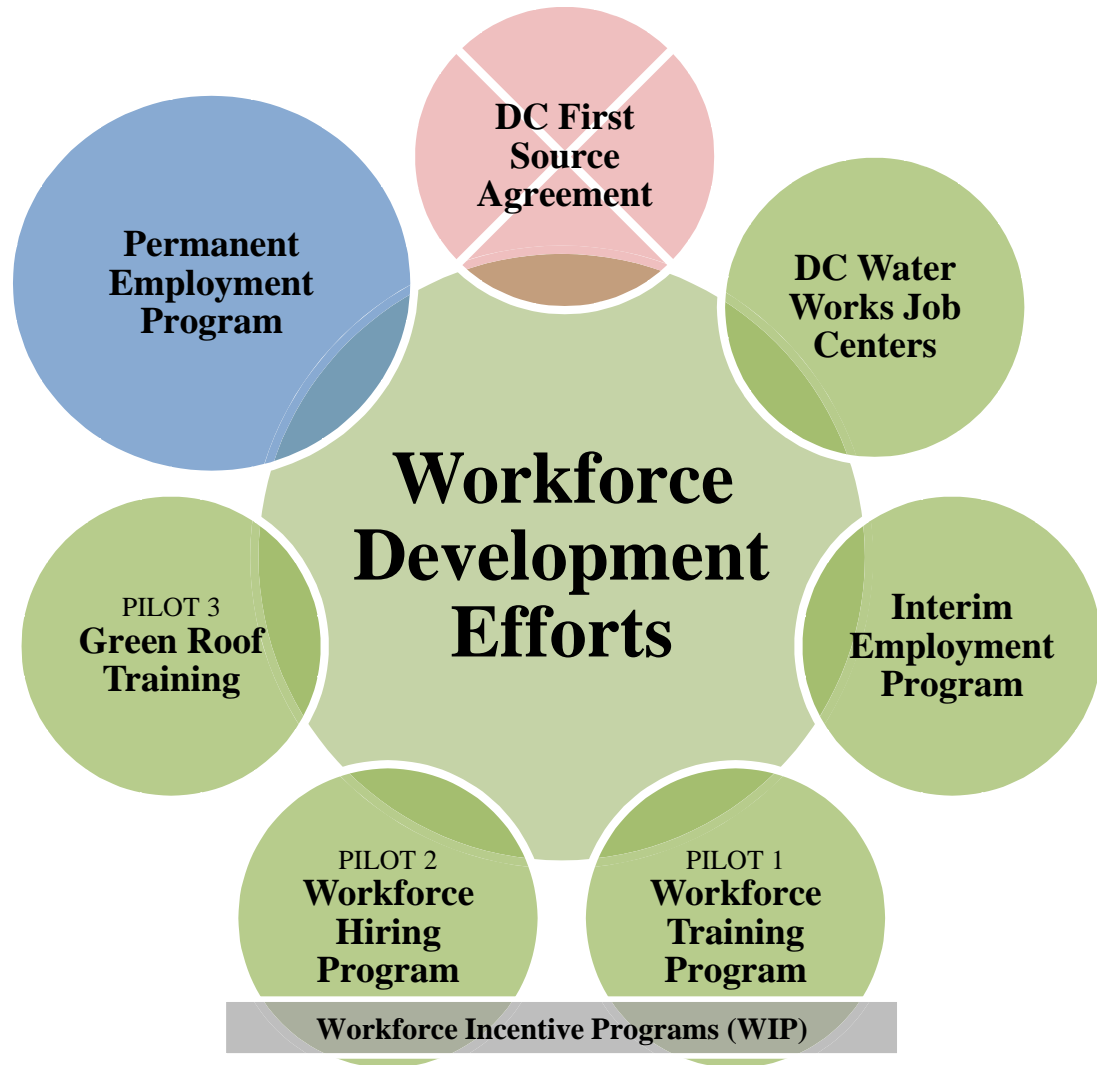 DC First
Source
Agreement
DC Water
Works Job
Centers
Permanent
Employment
Program
Workforce
Development
Efforts
Interim
Employment
Program
PILOT 3
Green Roof
Training
PILOT 2
Workforce
Hiring
Program
PILOT 1
Workforce
Training
Program
Workforce Incentive Programs (WIP)